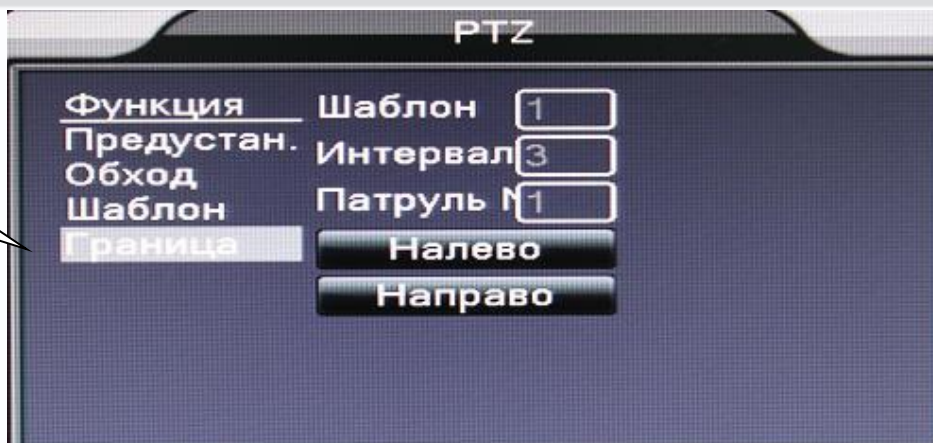 PTZ
Функция
Предустан.
Обход
Шаблон
Граница
Шаблон 1
Интервал 3
Патруль N 1
Налево
Направо